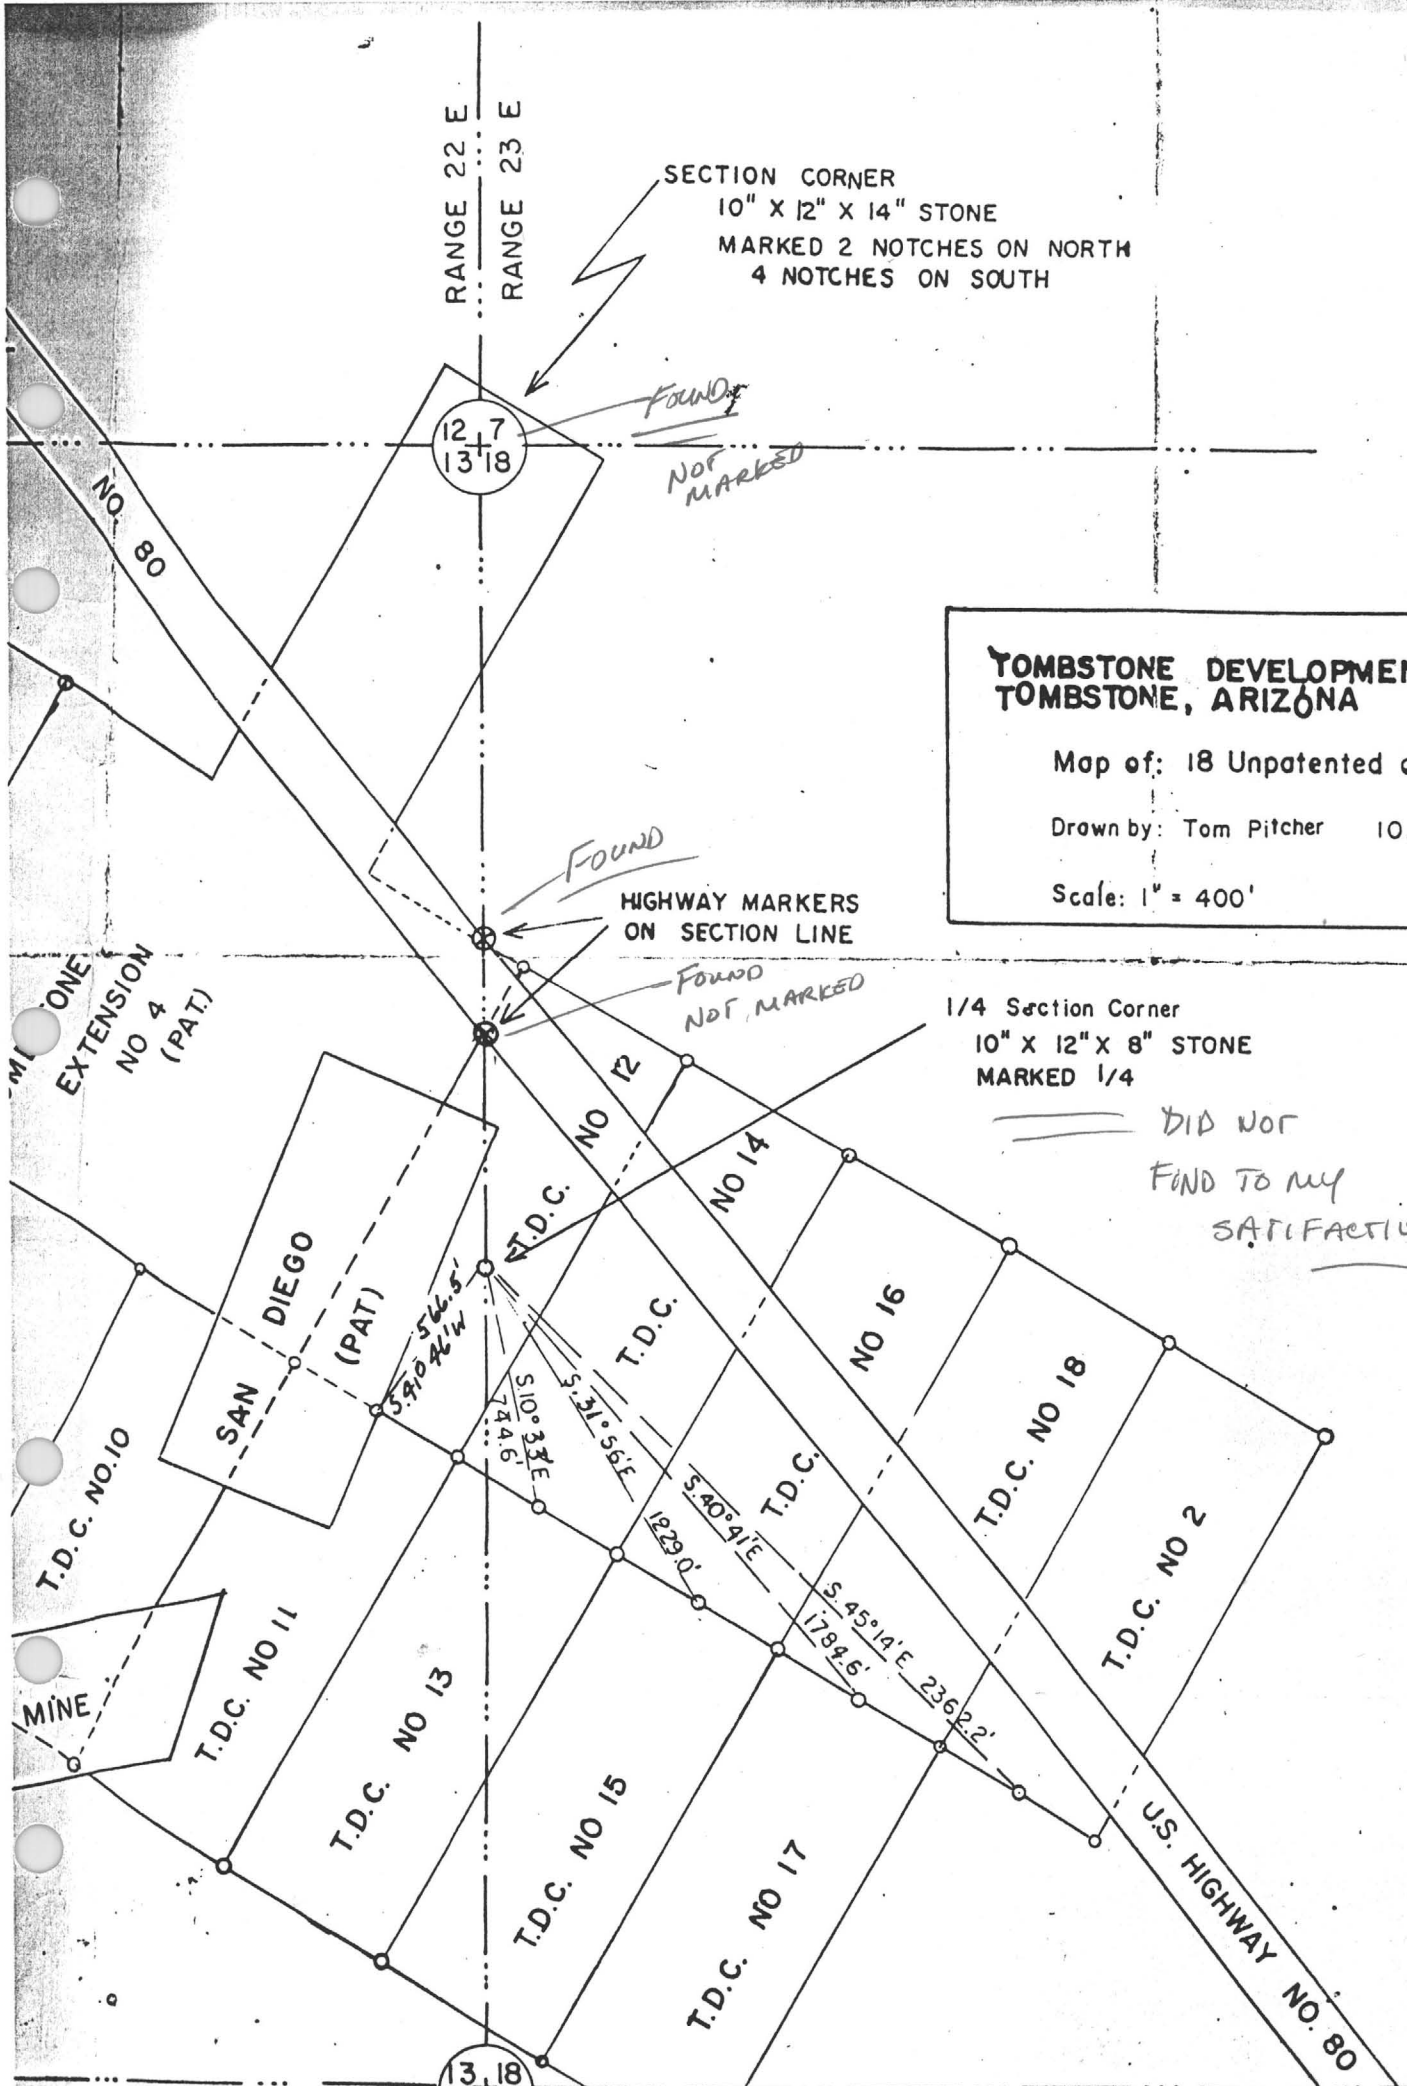 RANGE 22 E
RANGE 23 E
SECTION CORNER
10" X 12" X 14" STONE
MARKED 2 NOTCHES ON NORTH
4 NOTCHES ON SOUTH
FOUND
NOT
MARKED
12 7
13 18
NO. 80
TOMBSTONE DEVELOPMEN
TOMBSTONE, ARIZONA
Map of: 18 Unpatented
Drawn by: Tom Pitcher 10
Scale: 1" = 400'
FOUND
HIGHWAY MARKERS
ON SECTION LINE
FOUND
NOT MARKED
1/4 Section Corner
10" X 12" X 8" STONE
MARKED 1/4
DID NOT
FIND TO MY
EXTENSION
NO 4
(PAT.)
SAN DIEGO
(PAT)
566.5'
T.D.C. NO 12
T.D.C. NO 14
T.D.C. NO 16
T.D.C. NO 18
T.D.C. NO 2
S.10°33'E
744.6'
S.31°56'E
1229.0'
S.40°41'E
1784.6'
S.45°14'E 2362.2'
T.D.C. NO.10
T.D.C. NO 11
T.D.C. NO 13
T.D.C. NO 15
T.D.C. NO 17
MINE
U.S. HIGHWAY NO. 80
13 18